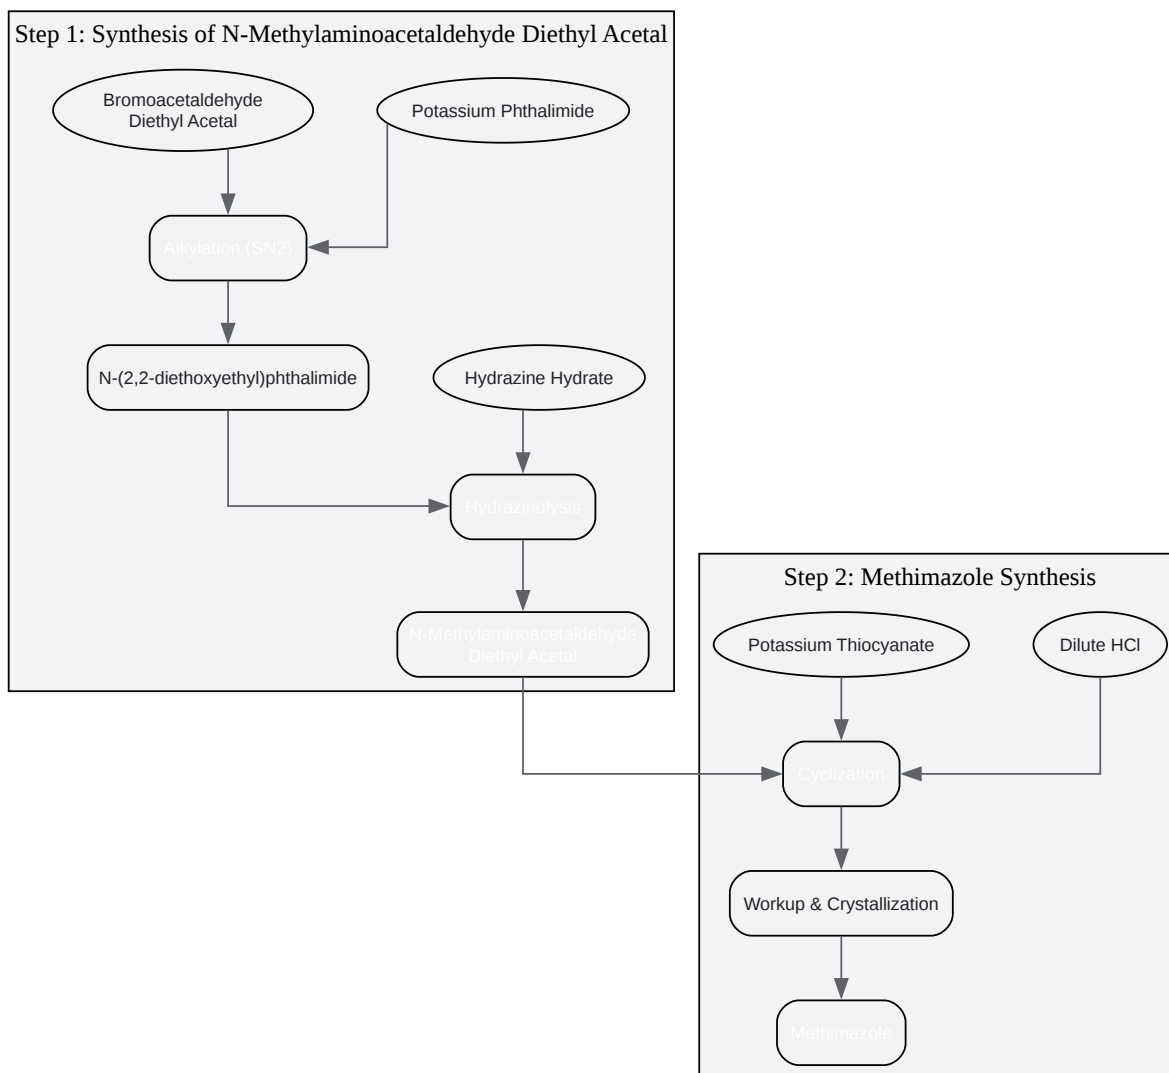 Step 1: Synthesis of N-Methylaminoacetaldehyde Diethyl Acetal
Bromoacetaldehyde
Diethyl Acetal
Potassium Phthalimide
Alkylation (SN2)
N-(2,2-diethoxyethyl)phthalimide
Hydrazine Hydrate
Hydrazinolysis
N-Methylaminoacetaldehyde
Diethyl Acetal
Step 2: Methimazole Synthesis
Potassium Thiocyanate
Dilute HCl
Cyclization
Workup & Crystallization
Methimazole